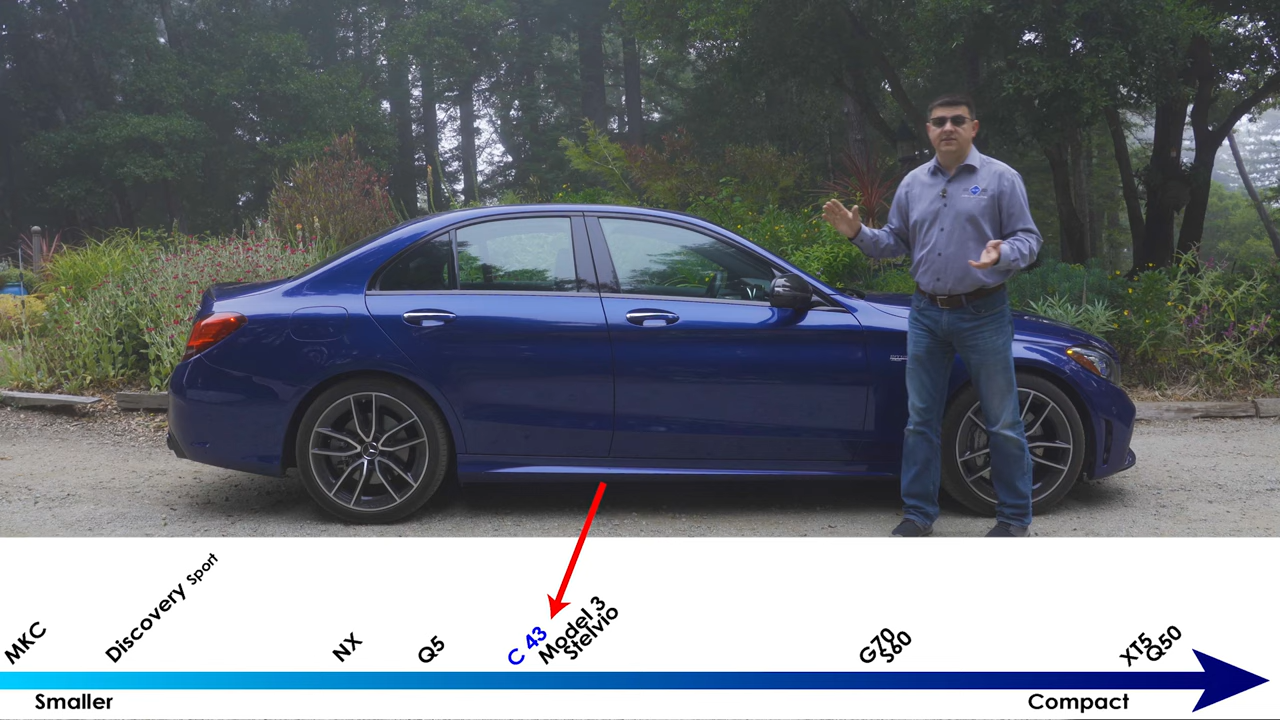 MKC
Discovery Sport
NX
Q5
C 43
Model 3
Stelvio
G70
S60
XT5
Q50
Smaller
Compact